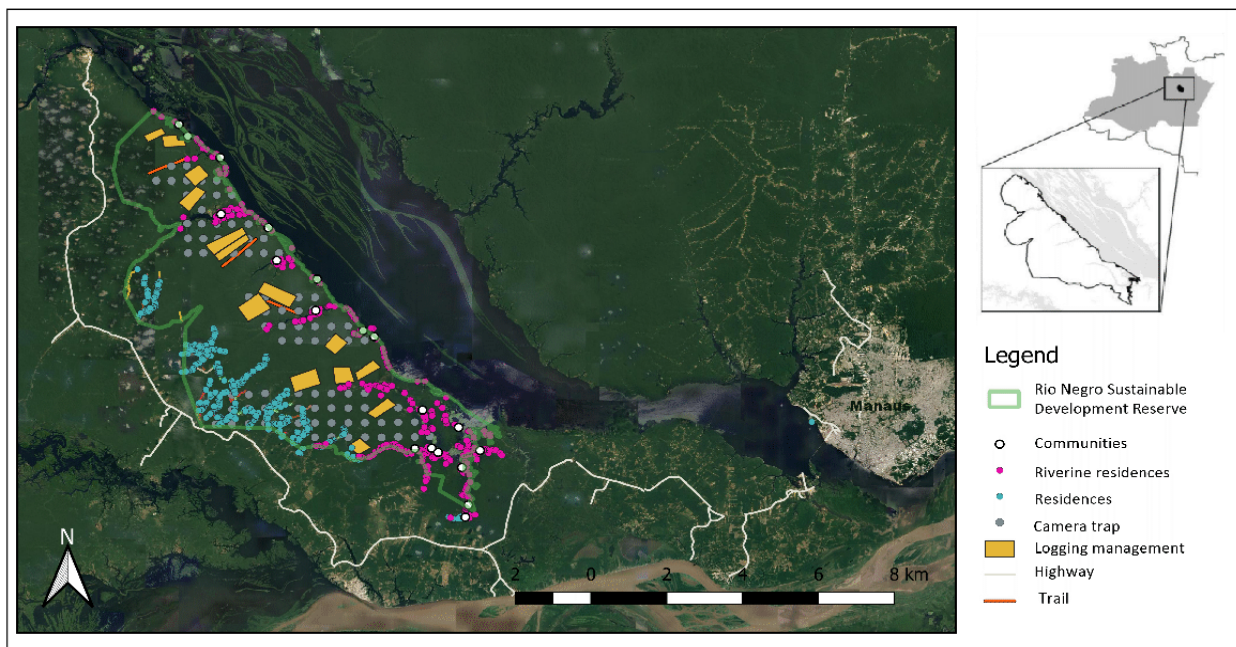 Manaus
N
2 0 2 4 6 8 km
Legend
Rio Negro Sustainable
Development Reserve
Communities
Riverine residences
Residences
Camera trap
Logging management
Highway
Trail